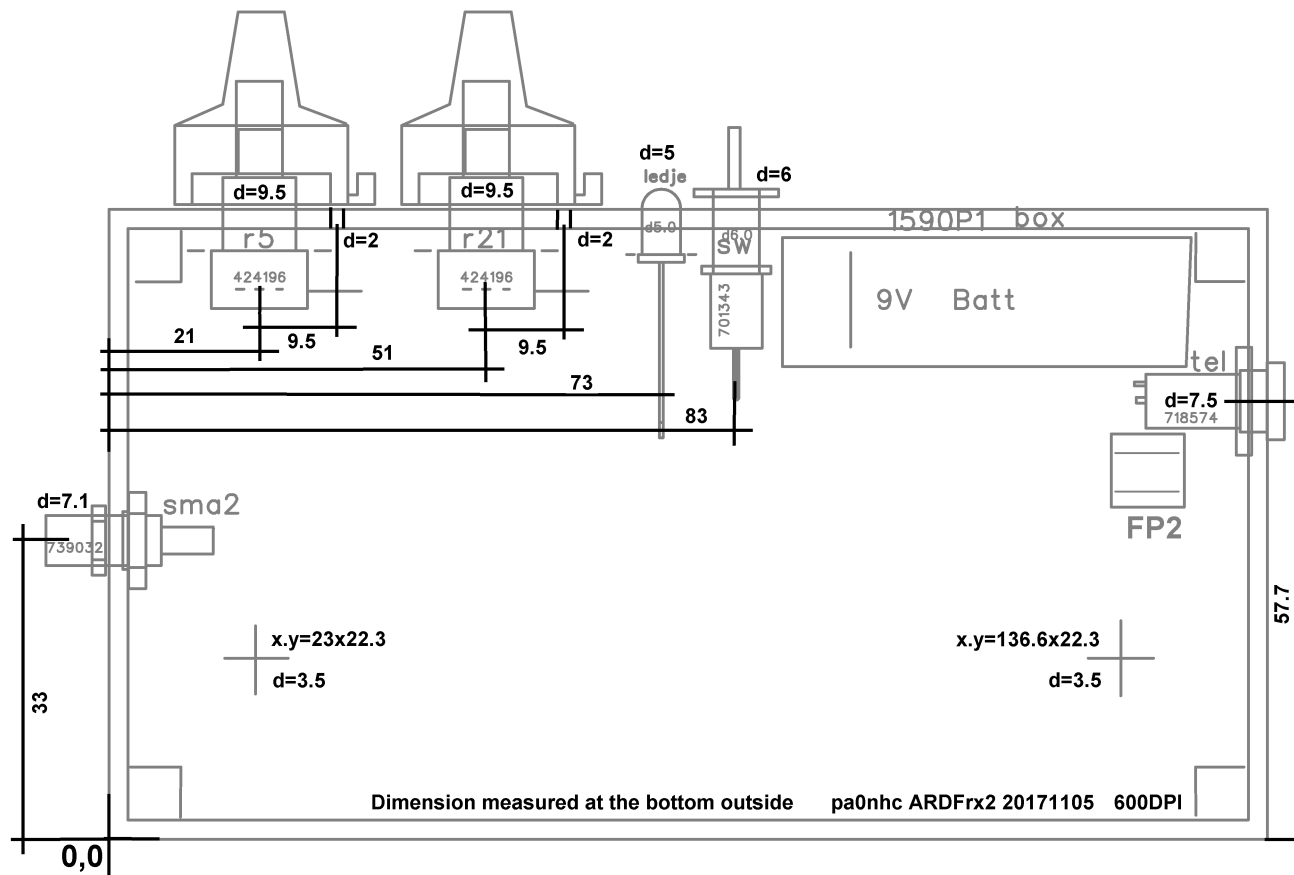 d=5
ledje
d=9.5
d=9.5
d=6
1590P1 box
d5.0
d6.0
SW
r5
d=2
r21
d=2
424196
424196
701343
9V Batt
21
9.5
51
9.5
tel
73
d=7.5
718574
83
d=7.1
sma2
FP2
739032
57.7
x.y=23x22.3
x.y=136.6x22.3
d=3.5
d=3.5
33
Dimension measured at the bottom outside pa0nhc ARDFrx2 20171105 600DPI
0,0